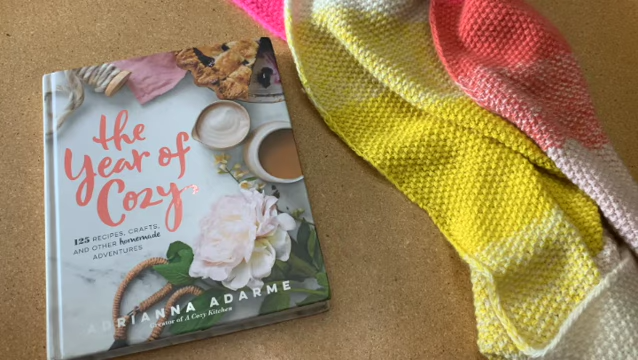 the
Year of
Cozy
125 RECIPES, CRAFTS,
AND OTHER homemade
ADVENTURES
ADRIANNA ADARME
Creator of A Cozy Kitchen